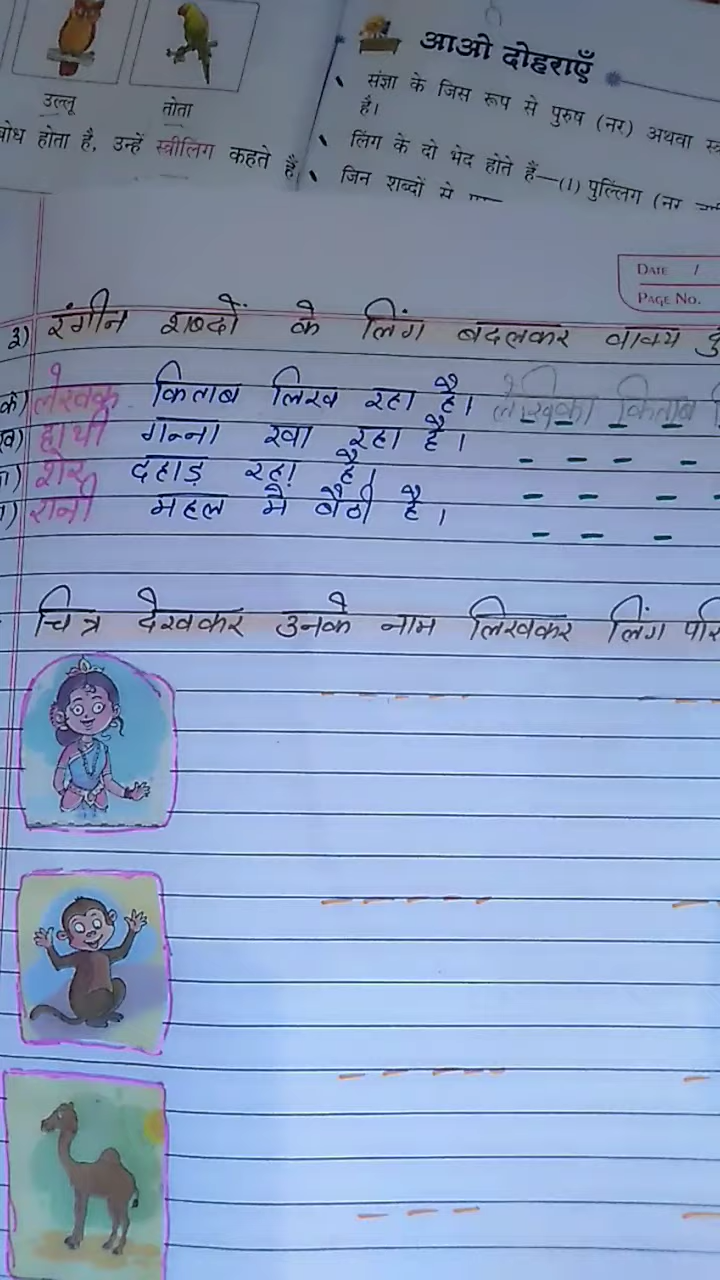 उल्लू
तोता
बोध होता है, उन्हें स्त्रीलिंग कहते हैं।
आओ दोहराएँ
संज्ञा के जिस रूप से पुरुष (नर) अथवा
है।
लिंग के दो भेद होते हैं—(1) पुल्लिंग (नर
जिन शब्दों से
DATE /
PAGE No.
3) रंगीन शब्दों के लिंग बदलकर वाक्य
क) लेखक किताब लिख रहा है। लेखिका किताब
ख) हाथी गन्ना खा रहा है।
ग) शेर दहाड़ रहा है।
रानी महल मे बैठी है।
चित्र देखकर उनके नाम लिखकर लिंग